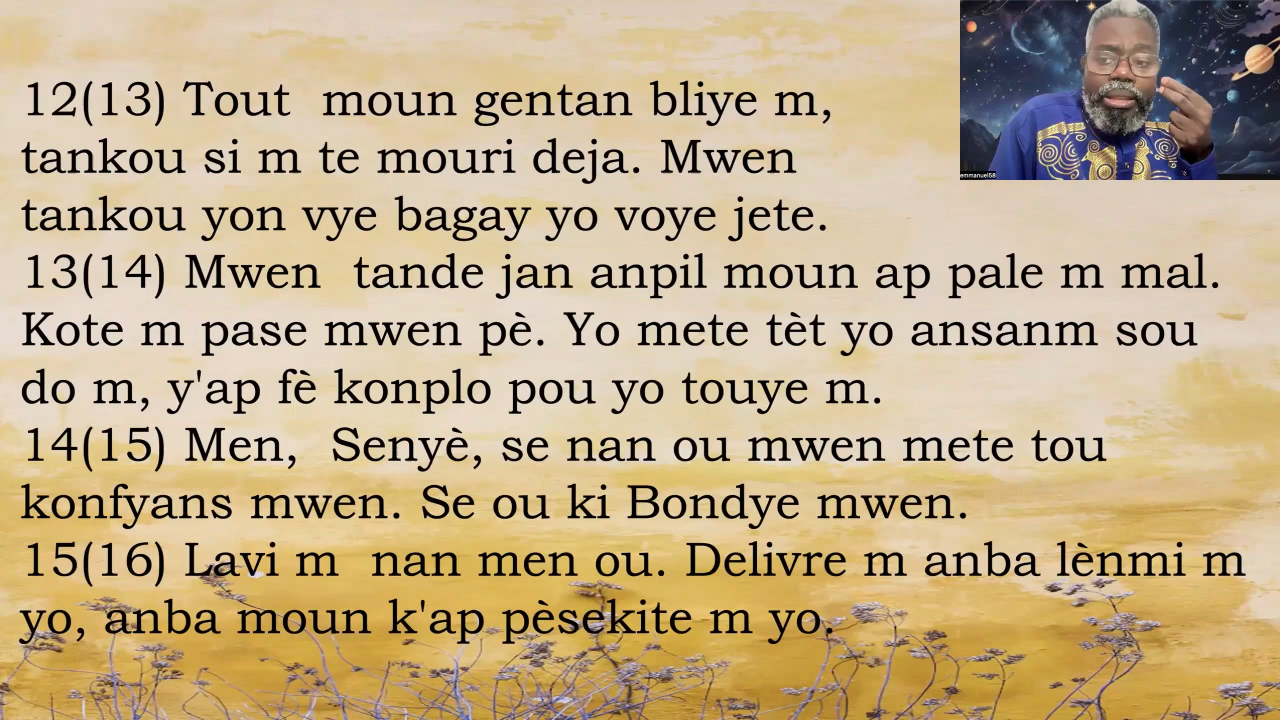 12(13) Tout  moun gentan bliye m,
tankou si m te mouri deja. Mwen
tankou yon vye bagay yo voye jete.
13(14) Mwen  tande jan anpil moun ap pale m mal.
Kote m pase mwen pè. Yo mete tèt yo ansanm sou
do m, y'ap fè konplo pou yo touye m.
14(15) Men,  Senyè, se nan ou mwen mete tou
konfyans mwen. Se ou ki Bondye mwen.
15(16) Lavi m  nan men ou. Delivre m anba lènmi m
yo, anba moun k'ap pèsekite m yo.
emmanuel58